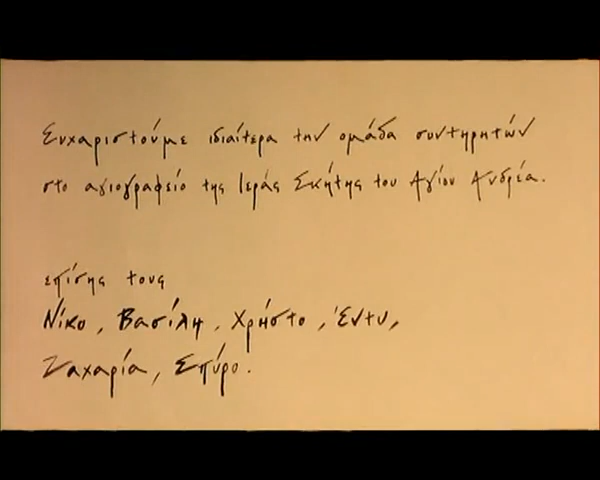 Ευχαριστούμε ιδιαίτερα την ομάδα συντηρητών
στο αγιογραφείο της Ιεράς Σκήτης του Αγίου Ανδρέα.
επίσης τους
Νίκο, Βασίλη, Χρήστο, Έντυ,
Ζαχαρία, Σπύρο.